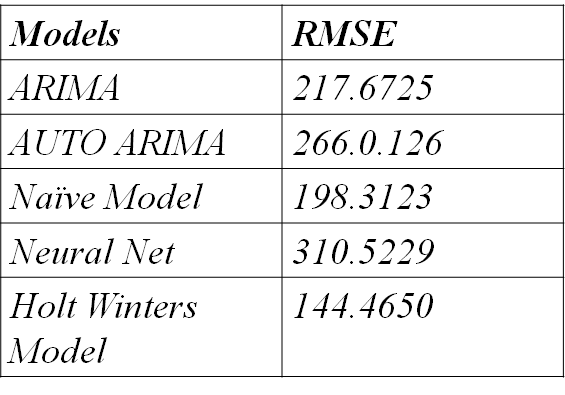 Models RMSE
ARIMA 217.6725
AUTO ARIMA 266.0.126
Naïve Model 198.3123
Neural Net 310.5229
Holt Winters 144.4650
Model